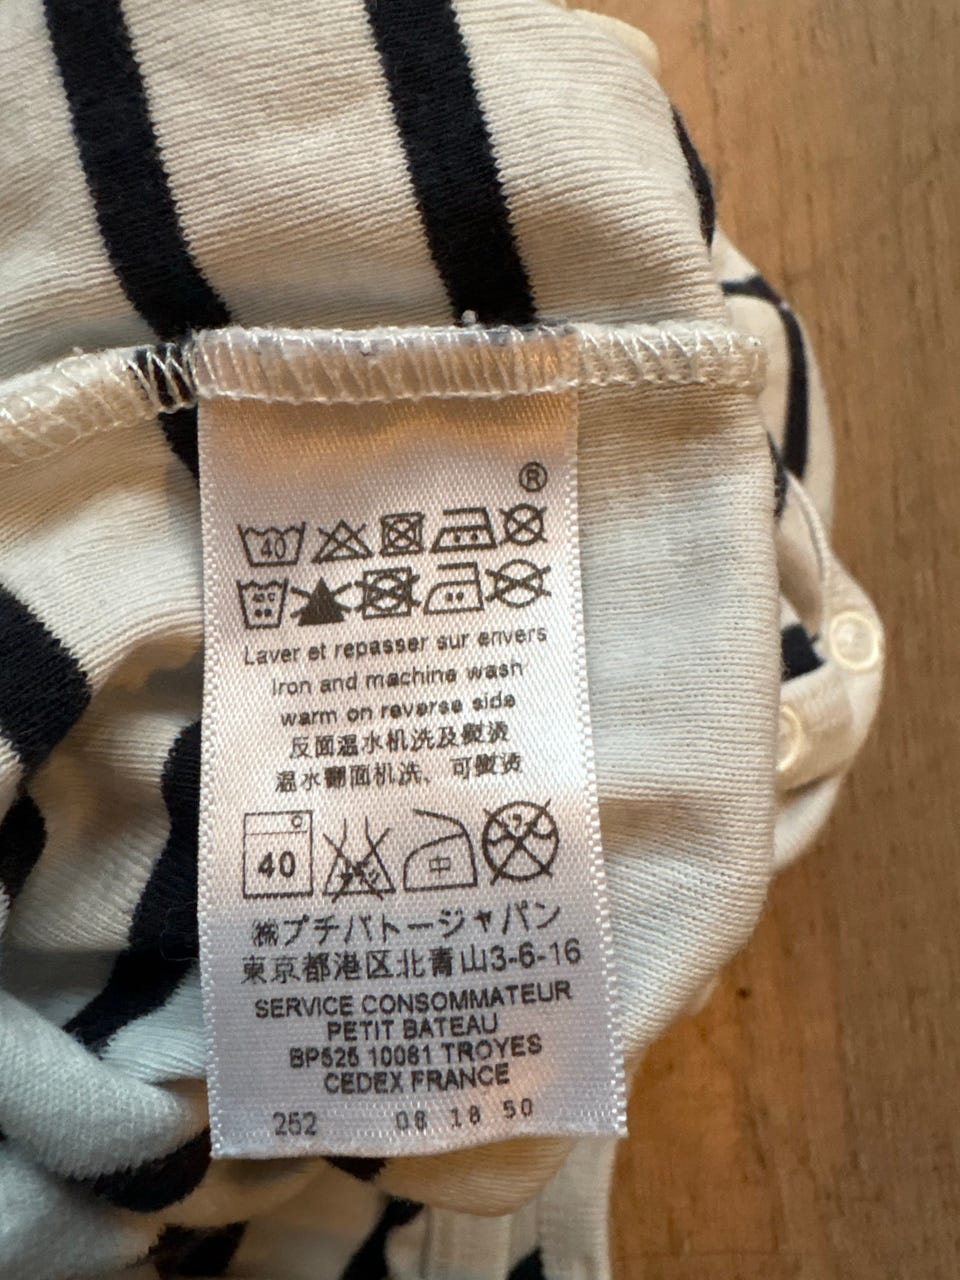 ®
40
40°C
Laver et repasser sur envers
Iron and machine wash
warm on reverse side
反面温水机洗及熨烫
温水翻面机洗、可熨烫
C
40
中
㈱プチバトージャパン
東京都港区北青山3-6-16
SERVICE CONSOMMATEUR
PETIT BATEAU
BP525 10081 TROYES
CEDEX FRANCE
252 08 18 50